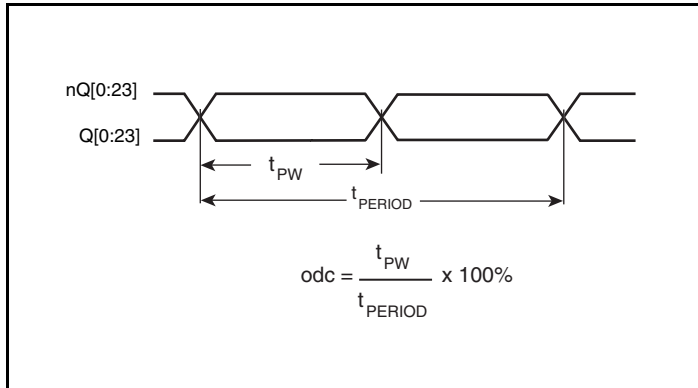 nQ[0:23]
Q[0:23]
tPW
tPERIOD
odc = tPW / tPERIOD x 100%